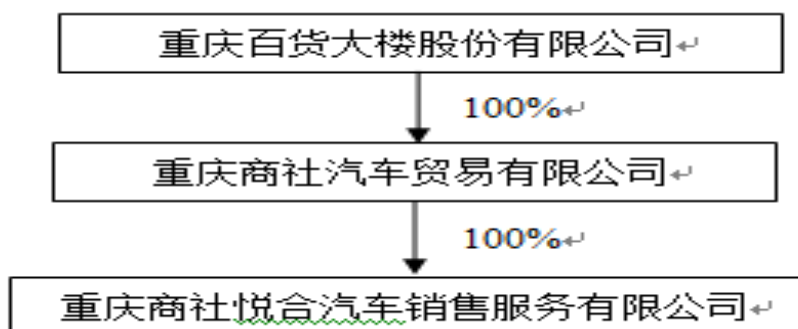 重庆百货大楼股份有限公司
100%
重庆商社汽车贸易有限公司
100%
重庆商社悦合汽车销售服务有限公司